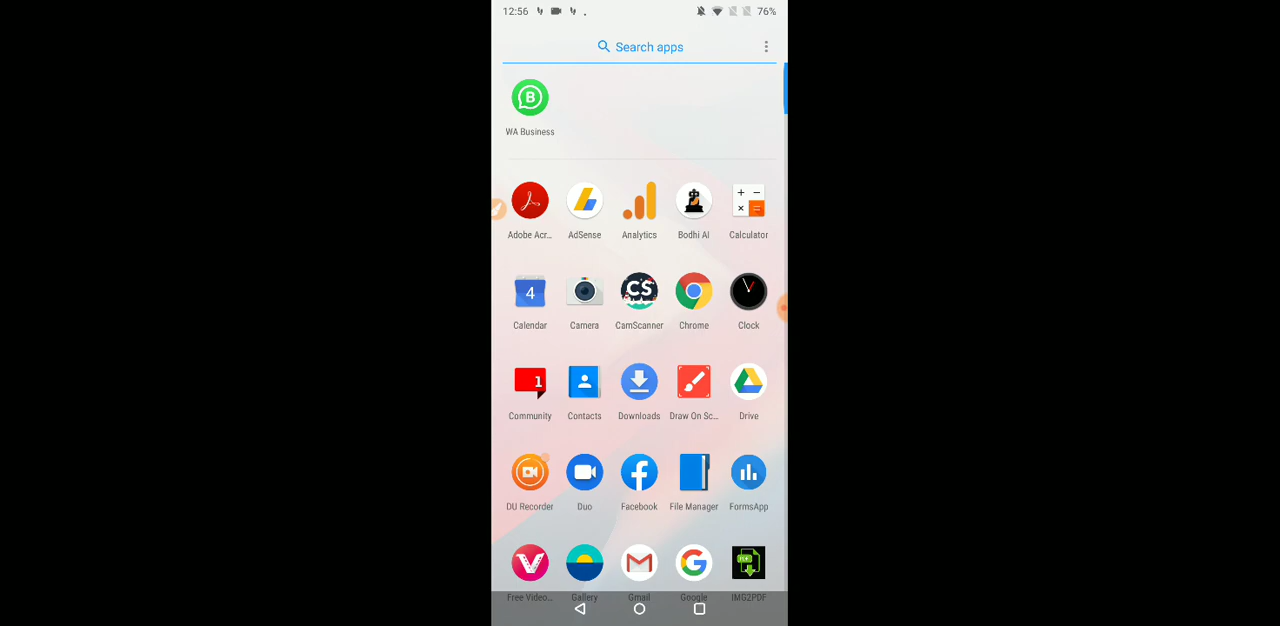 12:56 76%
Search apps
B
WA Business
Adobe Acr... AdSense Analytics Bodhi AI Calculator
4 CS
Calendar Camera CamScanner Chrome Clock
1
Community Contacts Downloads Draw On Sc... Drive
DU Recorder Duo Facebook File Manager FormsApp
Free Video... Gallery Gmail Google IMG2PDF